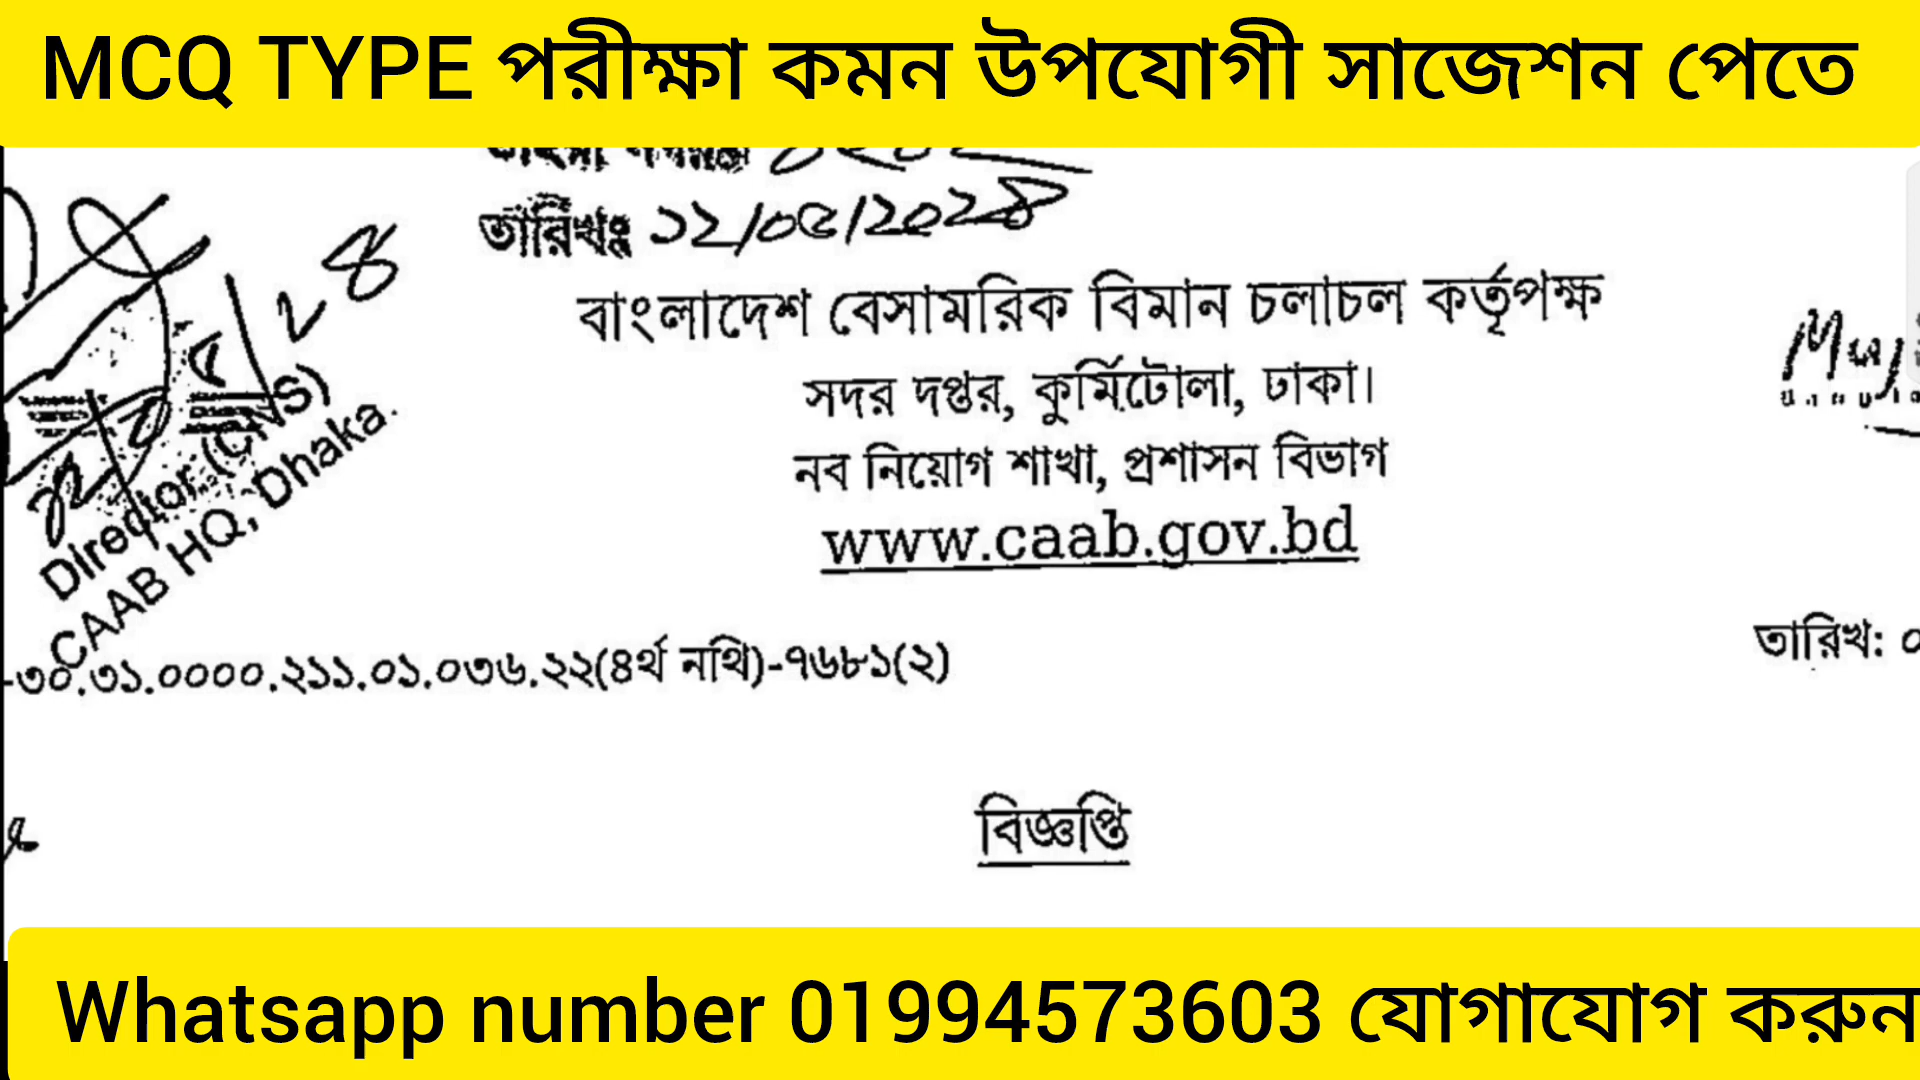 MCQ TYPE পরীক্ষা কমন উপযোগী সাজেশন পেতে
তারিখঃ ১২/০৫/২০২৪
বাংলাদেশ বেসামরিক বিমান চলাচল কর্তৃপক্ষ
সদর দপ্তর, কুর্মিটোলা, ঢাকা।
নব নিয়োগ শাখা, প্রশাসন বিভাগ
www.caab.gov.bd
Director (CNS)
CAAB HQ, Dhaka.
-৩০.৩১.০০০০.২১১.০১.০৩৬.২২(৪র্থ নথি)-৭৬৮১(২)
তারিখ: ০
বিজ্ঞপ্তি
Whatsapp number 01994573603 যোগাযোগ করুন